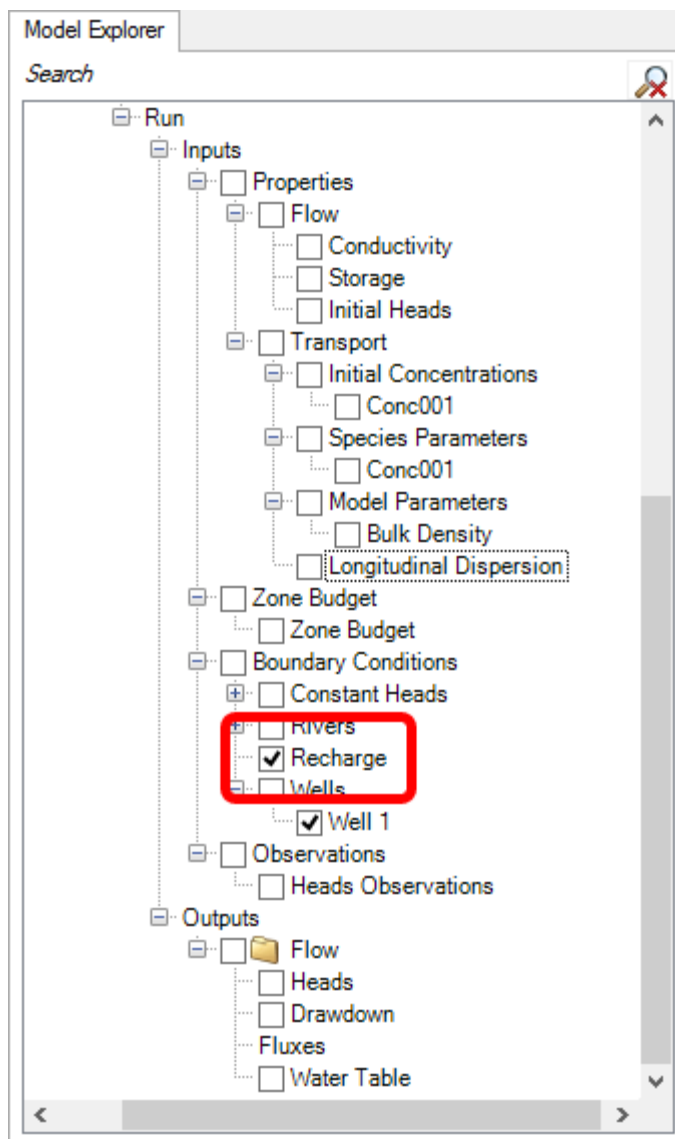 Model Explorer
Search
Run
Inputs
Properties
Flow
Conductivity
Storage
Initial Heads
Transport
Initial Concentrations
Conc001
Species Parameters
Conc001
Model Parameters
Bulk Density
Longitudinal Dispersion
Zone Budget
Zone Budget
Boundary Conditions
Constant Heads
Rivers
Recharge
Wells
Well 1
Observations
Heads Observations
Outputs
Flow
Heads
Drawdown
Fluxes
Water Table